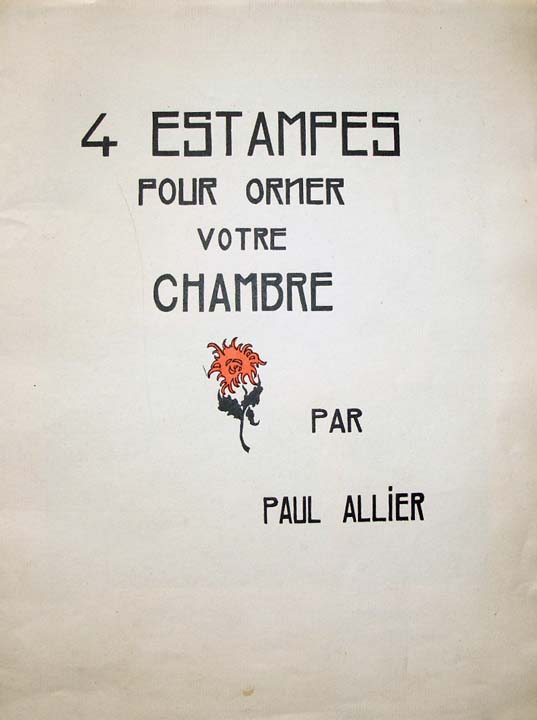 4 ESTAMPES
POUR ORNER
VOTRE
CHAMBRE
PAR
PAUL ALLiER